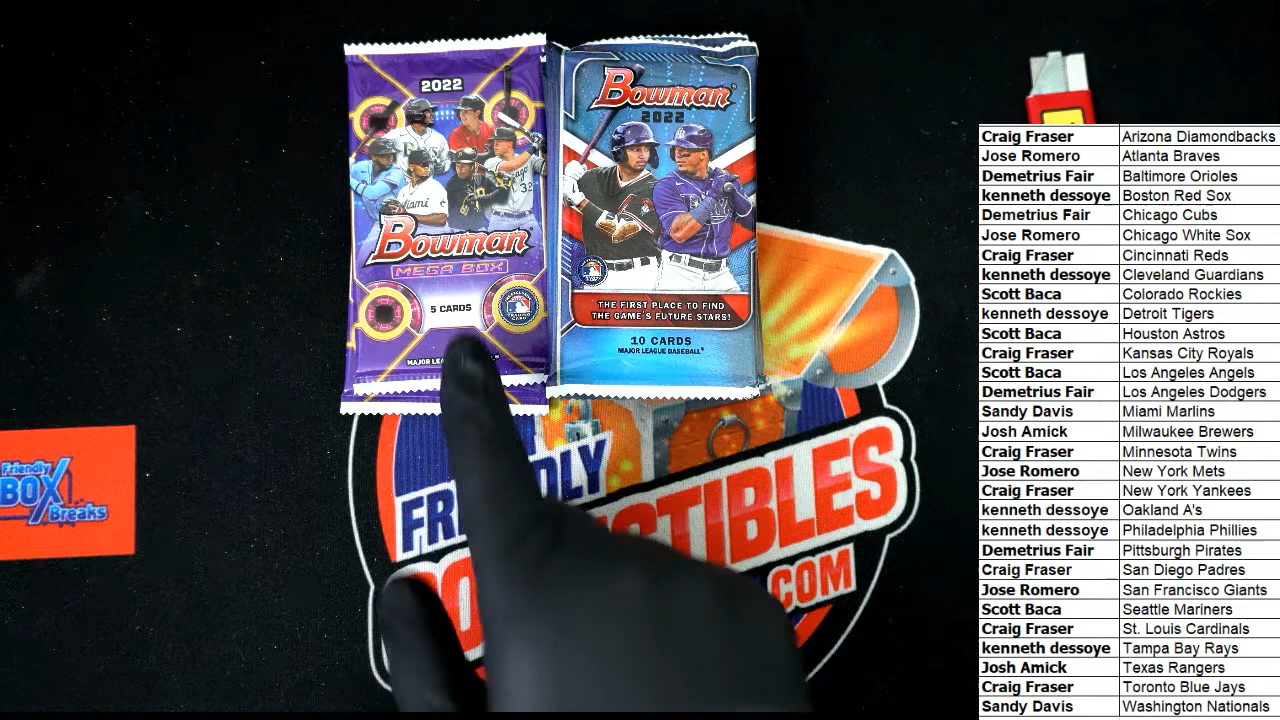 2022
Bowman
MEGA BOX
5 CARDS
Bowman
2022
THE FIRST PLACE TO FIND
THE GAME'S FUTURE STARS!
10 CARDS
MAJOR LEAGUE BASEBALL
Miami
32
Friendly
BOX
Breaks
.COM
Craig Fraser Arizona Diamondbacks
Jose Romero Atlanta Braves
Demetrius Fair Baltimore Orioles
kenneth dessoye Boston Red Sox
Demetrius Fair Chicago Cubs
Jose Romero Chicago White Sox
Craig Fraser Cincinnati Reds
kenneth dessoye Cleveland Guardians
Scott Baca Colorado Rockies
kenneth dessoye Detroit Tigers
Scott Baca Houston Astros
Craig Fraser Kansas City Royals
Scott Baca Los Angeles Angels
Demetrius Fair Los Angeles Dodgers
Sandy Davis Miami Marlins
Josh Amick Milwaukee Brewers
Craig Fraser Minnesota Twins
Jose Romero New York Mets
Craig Fraser New York Yankees
kenneth dessoye Oakland A's
kenneth dessoye Philadelphia Phillies
Demetrius Fair Pittsburgh Pirates
Craig Fraser San Diego Padres
Jose Romero San Francisco Giants
Scott Baca Seattle Mariners
Craig Fraser St. Louis Cardinals
kenneth dessoye Tampa Bay Rays
Josh Amick Texas Rangers
Craig Fraser Toronto Blue Jays
Sandy Davis Washington Nationals